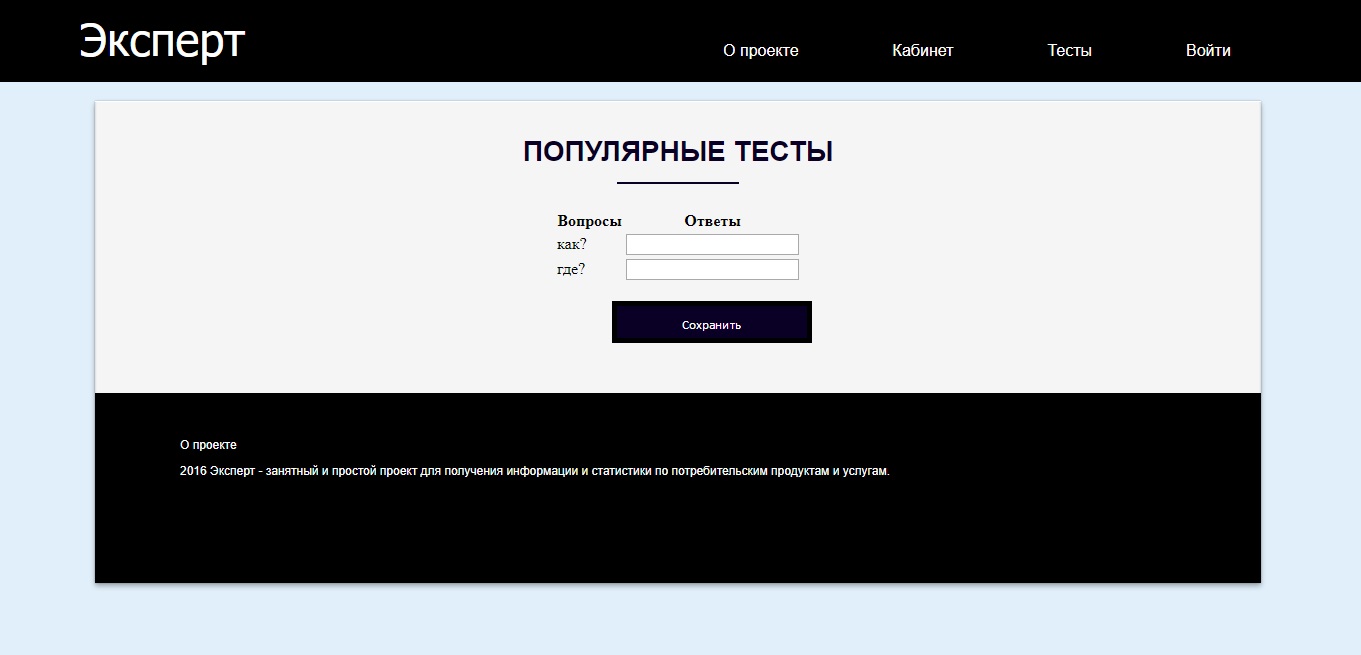 Эксперт
О проекте Кабинет Тесты Войти
ПОПУЛЯРНЫЕ ТЕСТЫ
Вопросы Ответы
как?
где?
Сохранить
О проекте
2016 Эксперт - занятный и простой проект для получения информации и статистики по потребительским продуктам и услугам.